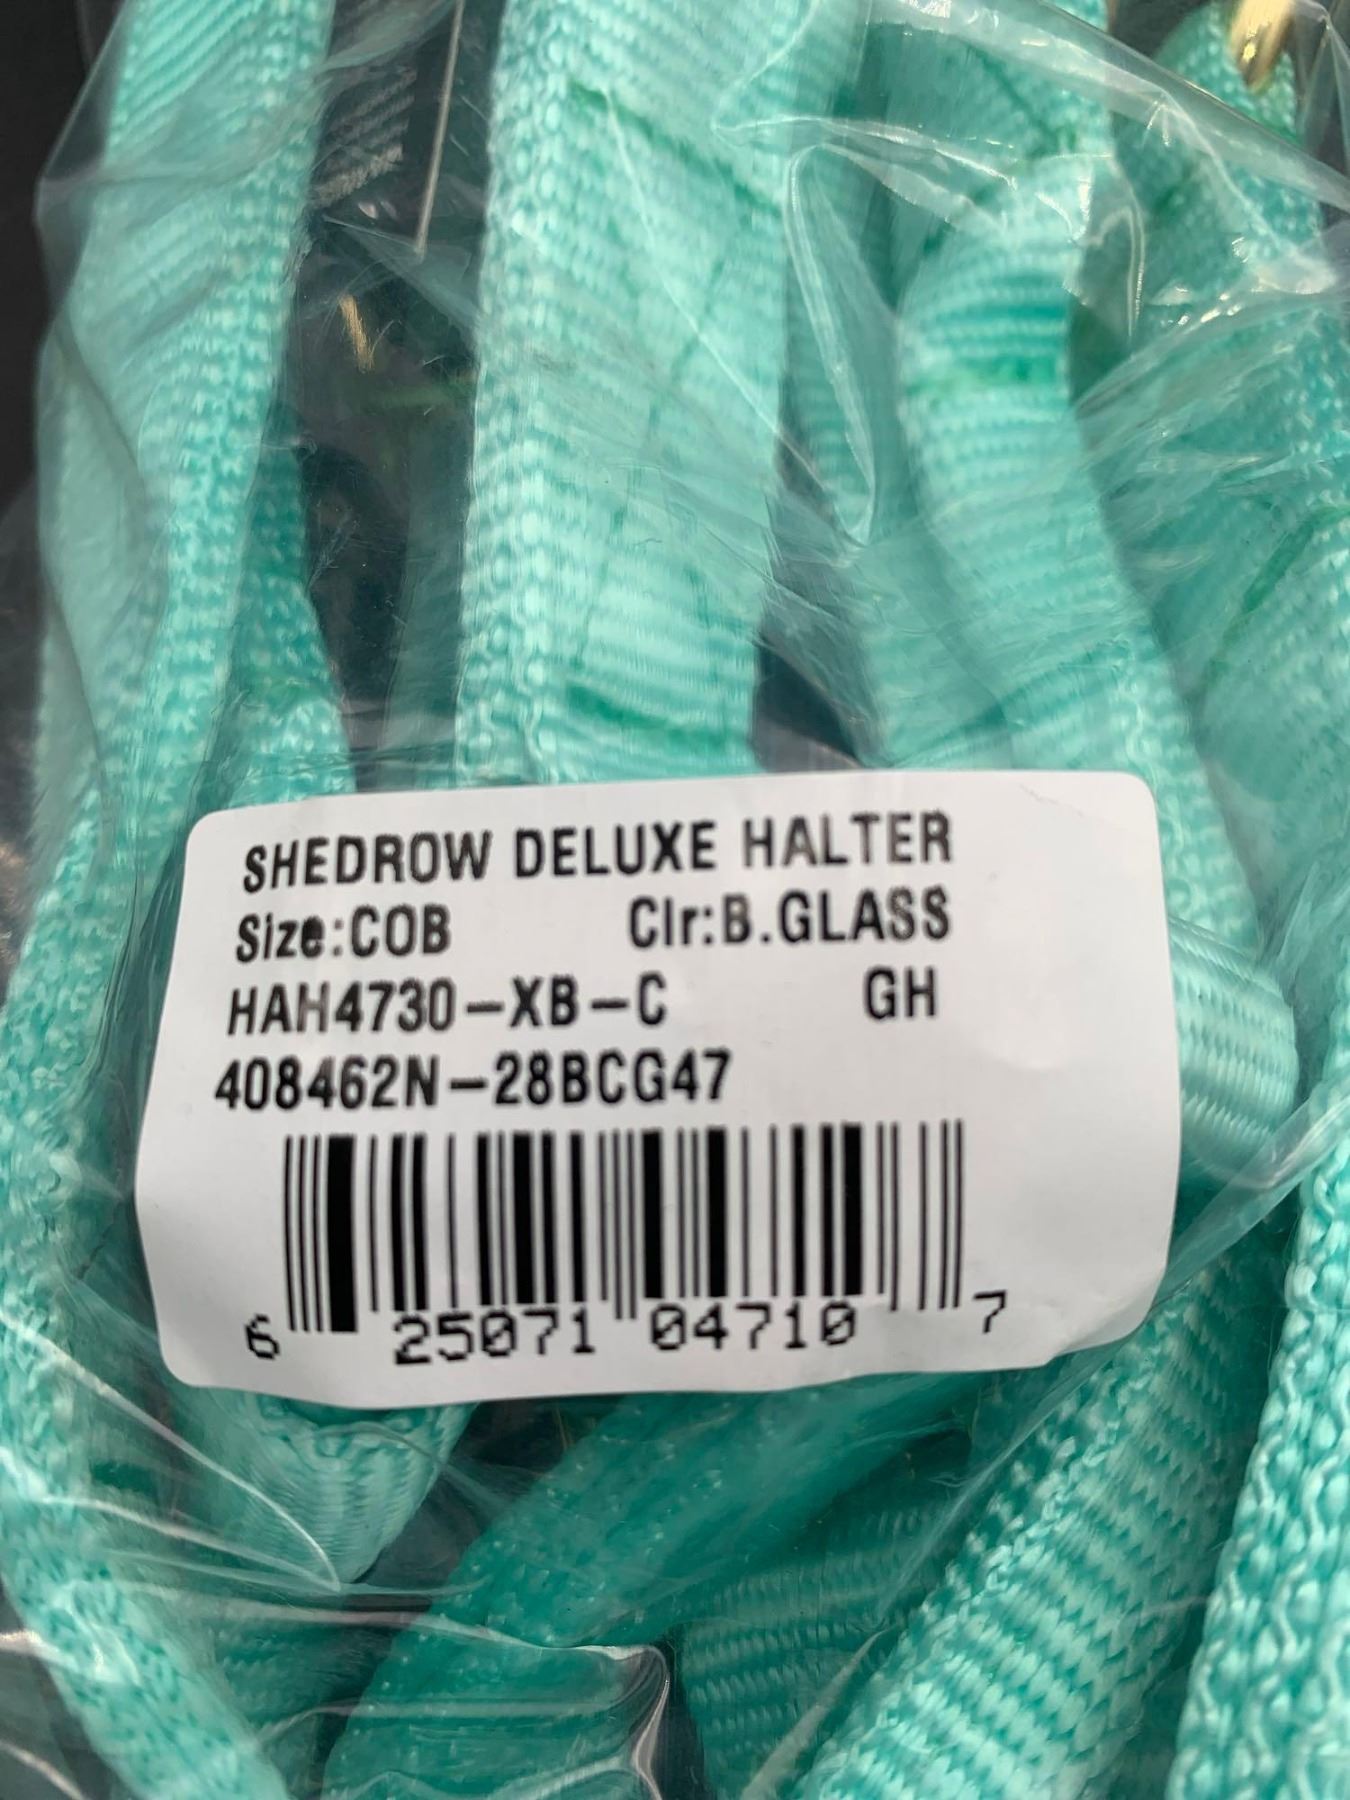 SHEDROW DELUXE HALTER
Size:COB Clr:B.GLASS
HAH4730-XB-C GH
408462N-28BCG47
6 25071 04710 7